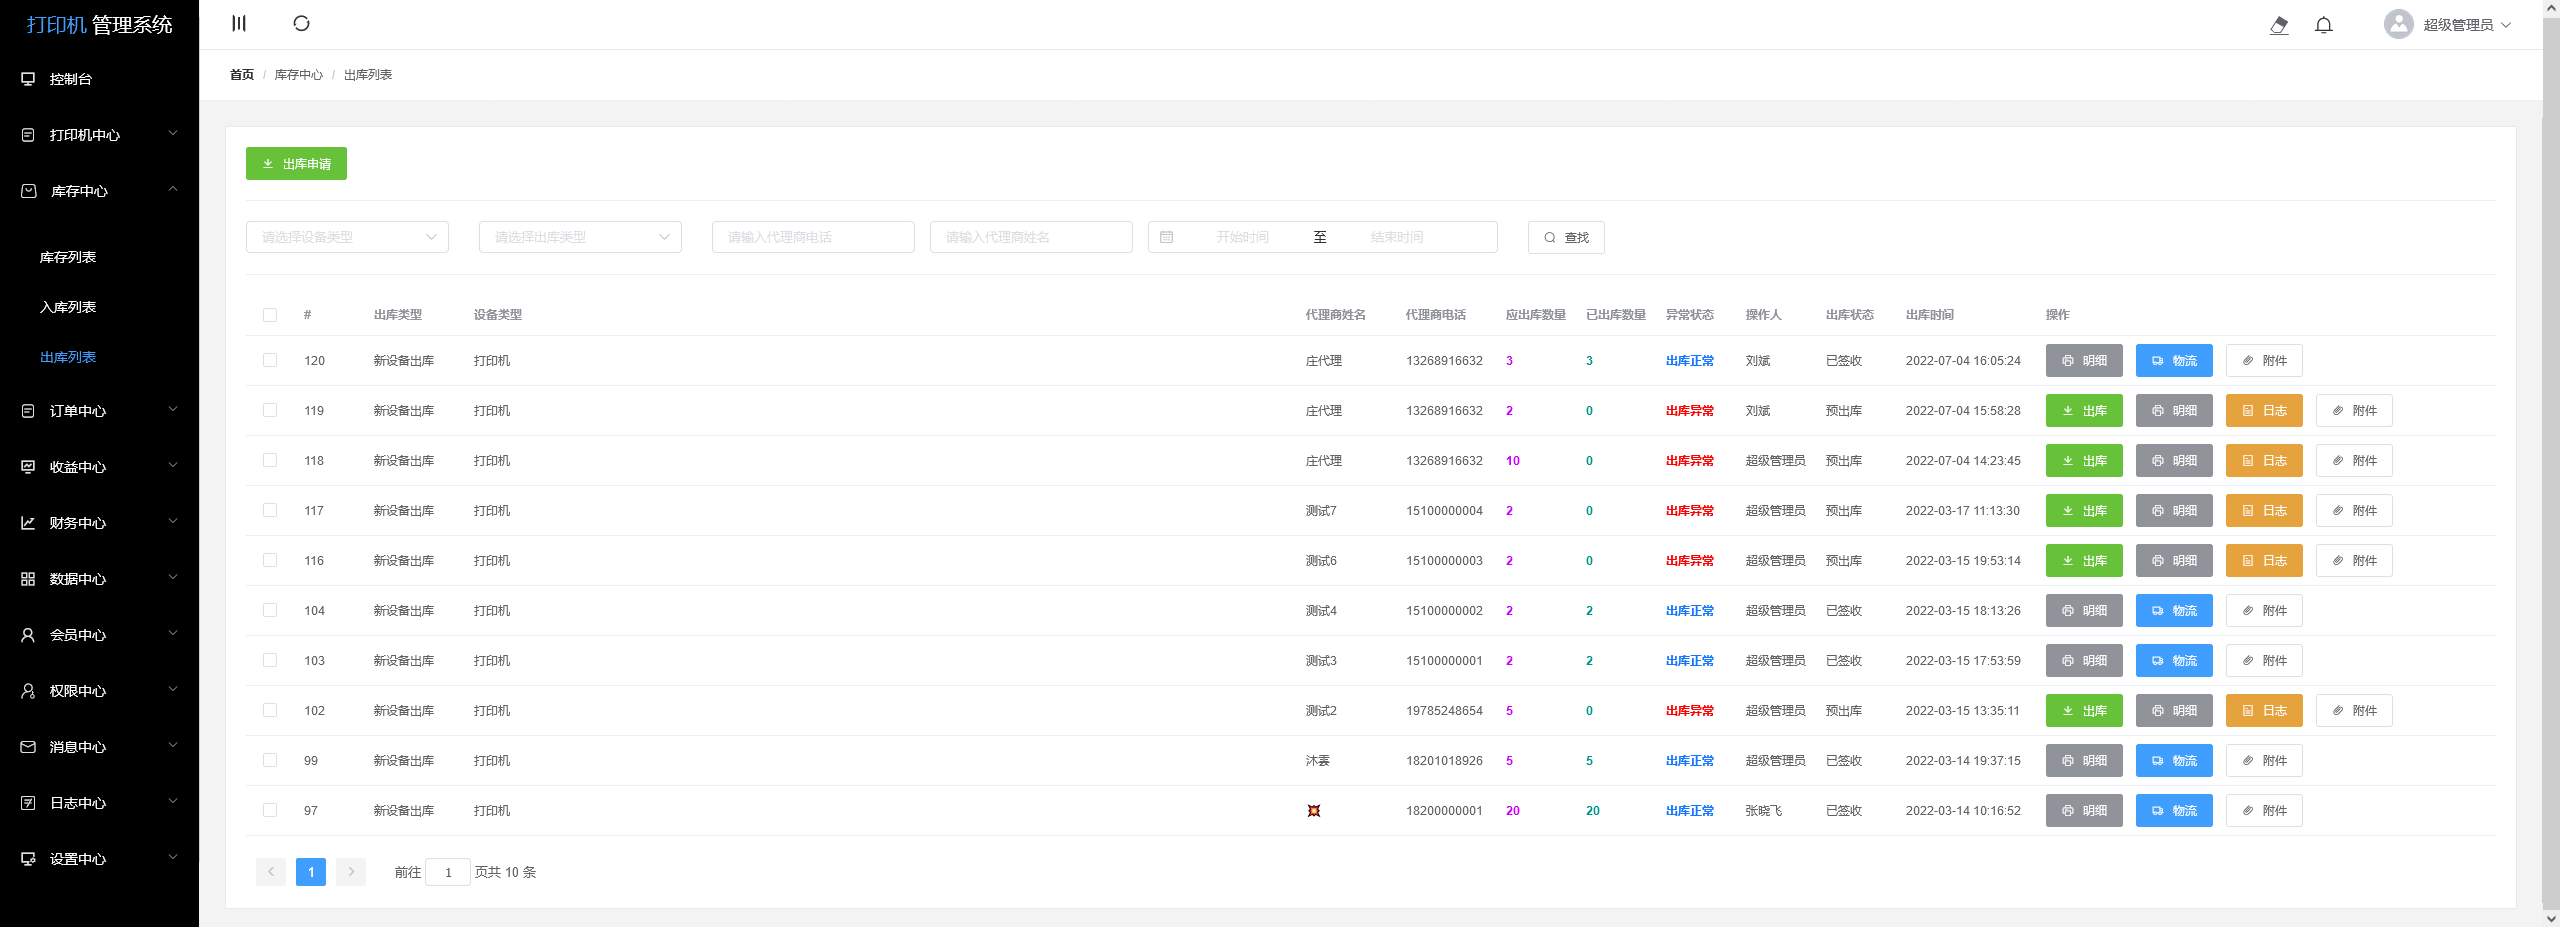 打印机 管理系统
超级管理员
首页 / 库存中心 / 出库列表
控制台
打印机中心
库存中心
库存列表
入库列表
出库列表
订单中心
收益中心
财务中心
数据中心
会员中心
权限中心
消息中心
日志中心
设置中心
出库申请
请选择设备类型 请选择出库类型 请输入代理商电话 请输入代理商姓名 开始时间 至 结束时间 查找
# 出库类型 设备类型 代理商姓名 代理商电话 应出库数量 已出库数量 异常状态 操作人 出库状态 出库时间 操作
120 新设备出库 打印机 庄代理 13268916632 3 3 出库正常 刘斌 已签收 2022-07-04 16:05:24 明细 物流 附件
119 新设备出库 打印机 庄代理 13268916632 2 0 出库异常 刘斌 预出库 2022-07-04 15:58:28 出库 明细 日志 附件
118 新设备出库 打印机 庄代理 13268916632 10 0 出库异常 超级管理员 预出库 2022-07-04 14:23:45 出库 明细 日志 附件
117 新设备出库 打印机 测试7 15100000004 2 0 出库异常 超级管理员 预出库 2022-03-17 11:13:30 出库 明细 日志 附件
116 新设备出库 打印机 测试6 15100000003 2 0 出库异常 超级管理员 预出库 2022-03-15 19:53:14 出库 明细 日志 附件
104 新设备出库 打印机 测试4 15100000002 2 2 出库正常 超级管理员 已签收 2022-03-15 18:13:26 明细 物流 附件
103 新设备出库 打印机 测试3 15100000001 2 2 出库正常 超级管理员 已签收 2022-03-15 17:53:59 明细 物流 附件
102 新设备出库 打印机 测试2 19785248654 5 0 出库异常 超级管理员 预出库 2022-03-15 13:35:11 出库 明细 日志 附件
99 新设备出库 打印机 18201018926 5 5 出库正常 超级管理员 已签收 2022-03-14 19:37:15 明细 物流 附件
97 新设备出库 打印机 💥 18200000001 20 20 出库正常 张晓飞 已签收 2022-03-14 10:16:52 明细 物流 附件
1 前往 1 页共 10 条